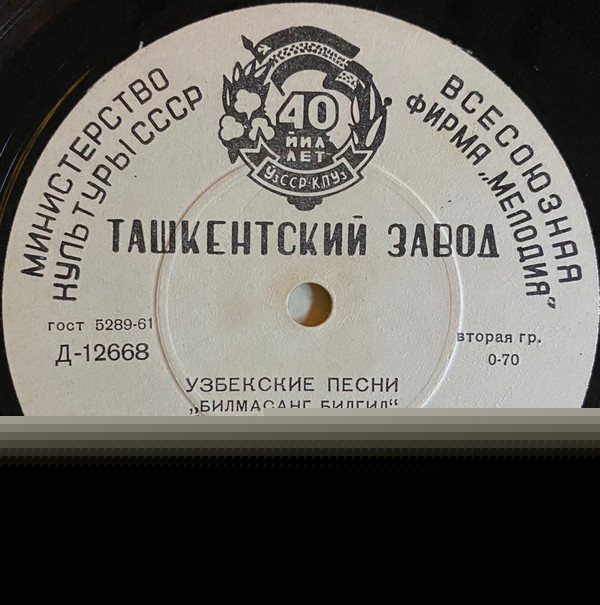 МИНИСТЕРСТВО
КУЛЬТУРЫ СССР
ВСЕСОЮЗНАЯ
ФИРМА „МЕЛОДИЯ”
40
ЙИЛ
ЛЕТ
УзССР·КПУз
ТАШКЕНТСКИЙ ЗАВОД
гост 5289-61
Д-12668
вторая гр.
0-70
УЗБЕКСКИЕ ПЕСНИ
„БИЛМАСАНГ БИЛГИЛ“